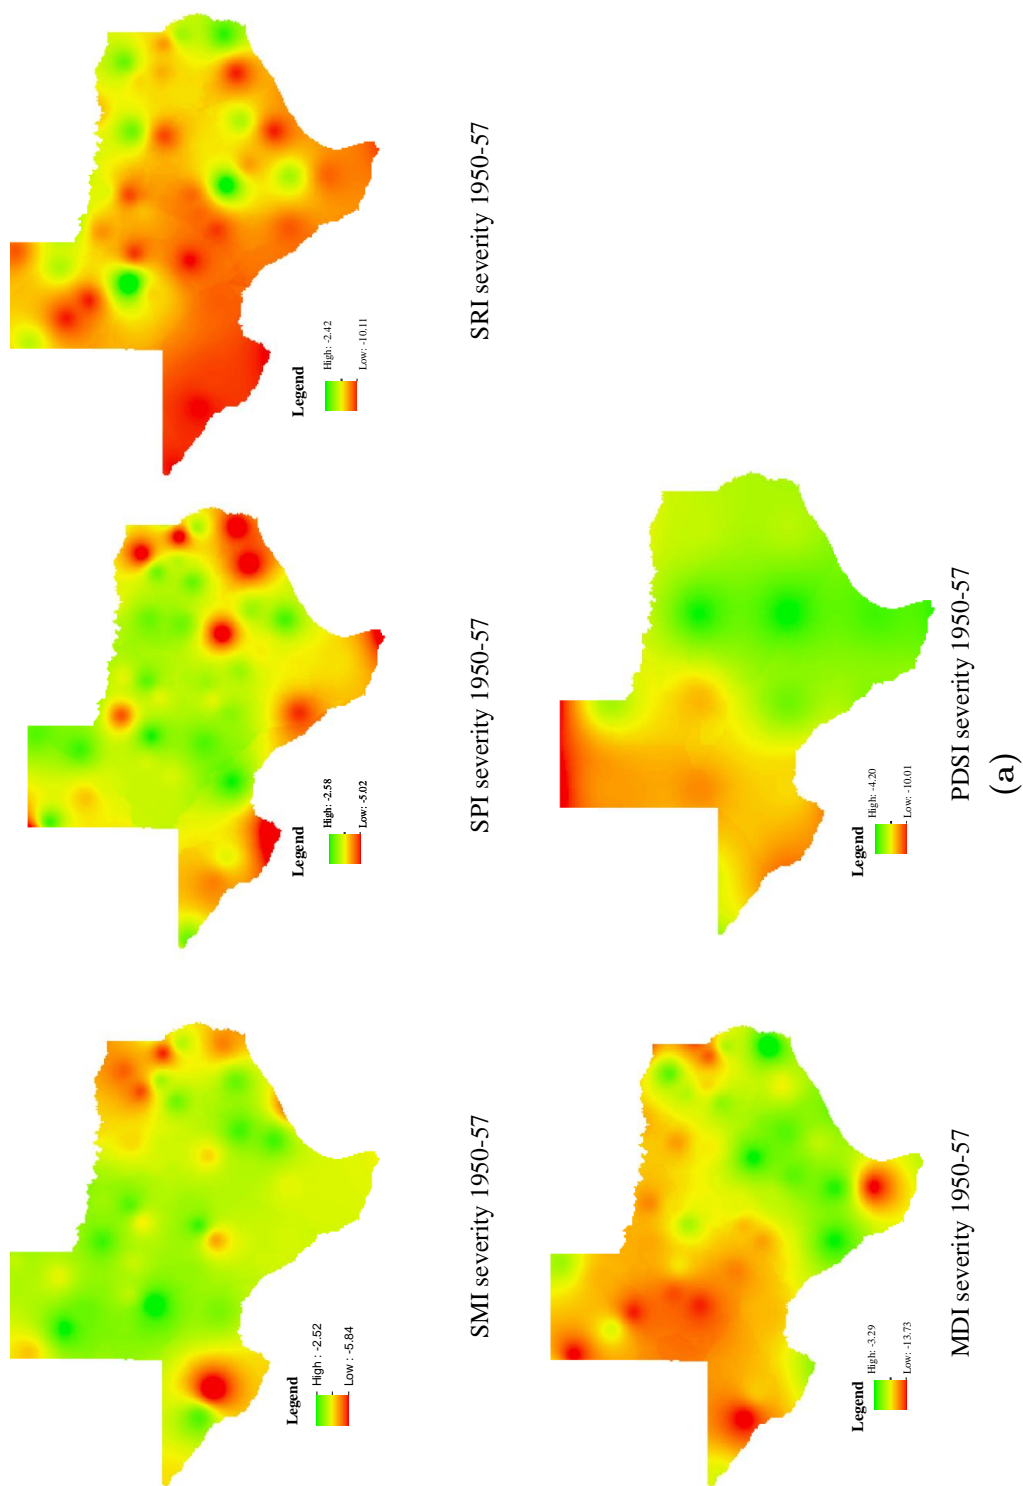 SRI severity 1950-57
Legend
High: -2.42
Low: -10.11
SPI severity 1950-57
Legend
High: -2.58
Low: -5.02
SMI severity 1950-57
Legend
High : -2.52
Low : -5.84
PDSI severity 1950-57
Legend
High: -4.20
Low: -10.01
MDI severity 1950-57
Legend
High: -3.29
Low: -13.73
(a)